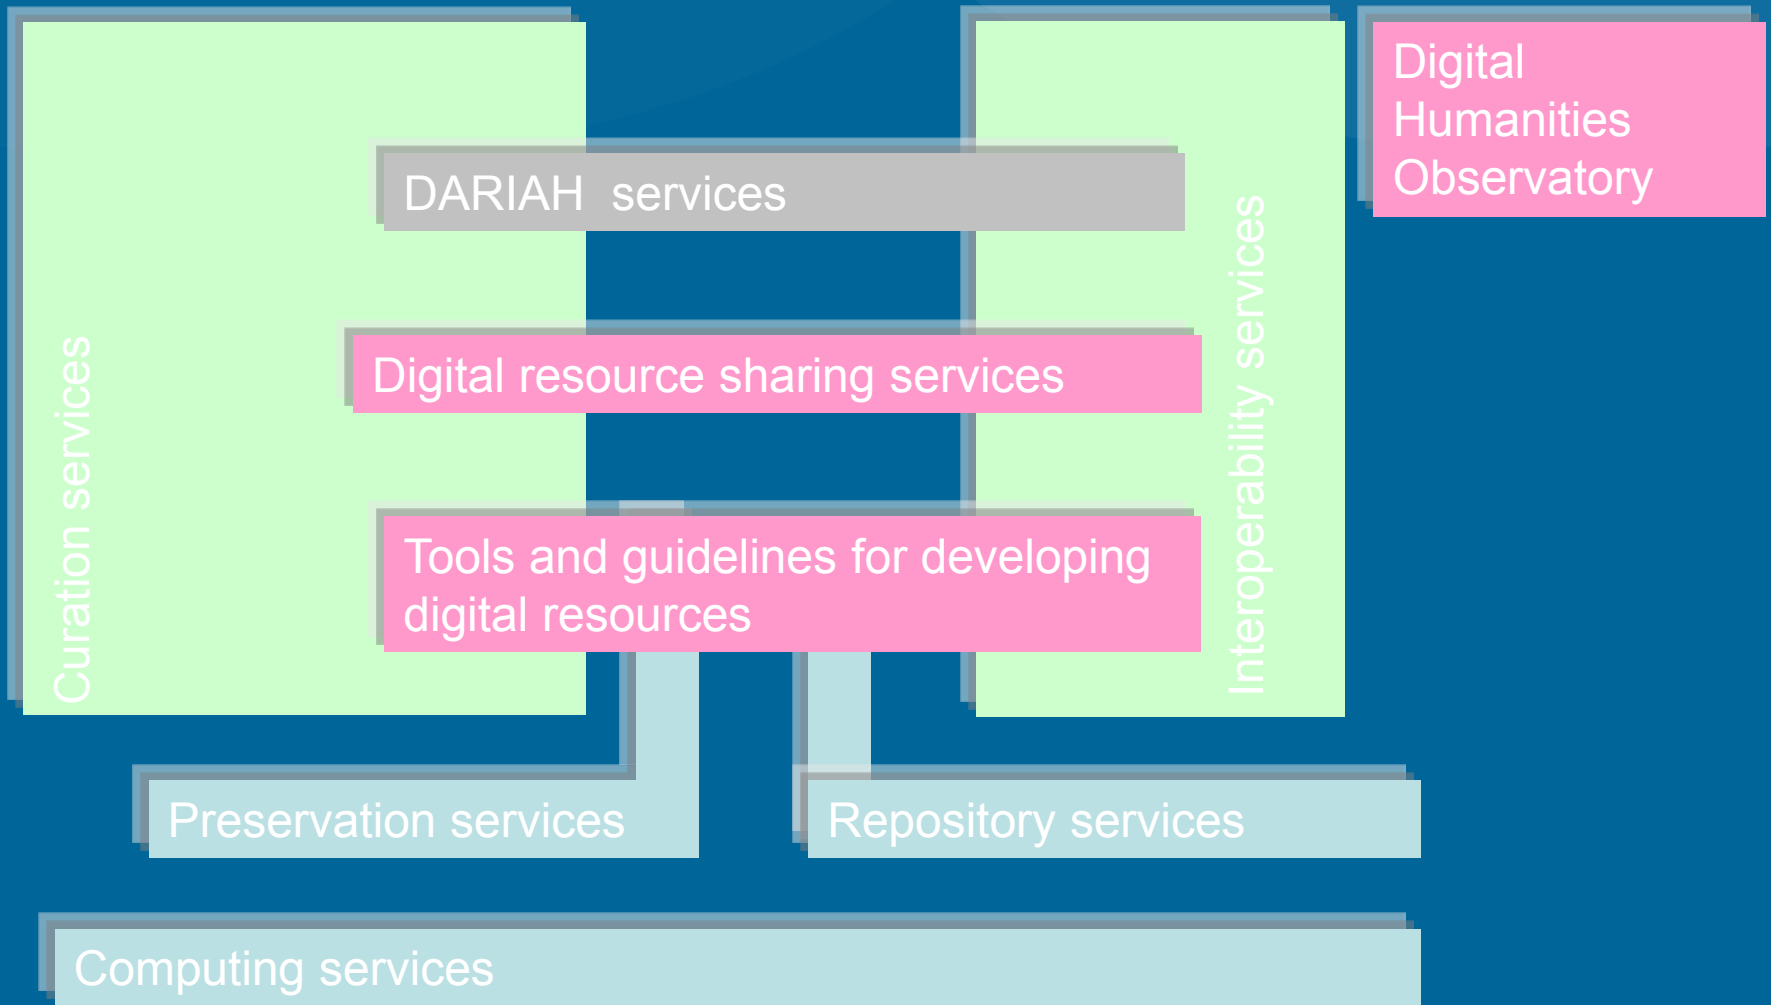 Digital
Humanities
Observatory
DARIAH  services
Digital resource sharing services
Tools and guidelines for developing
digital resources
Curation services
Interoperability services
Preservation services
Repository services
Computing services